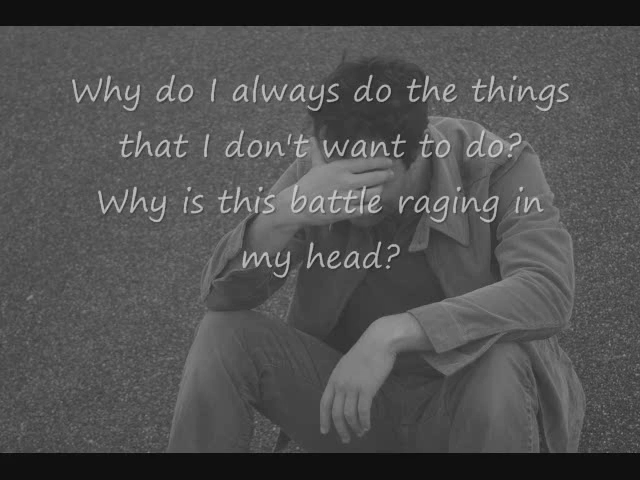 Why do I always do the things
that I don't want to do?
Why is this battle raging in
my head?